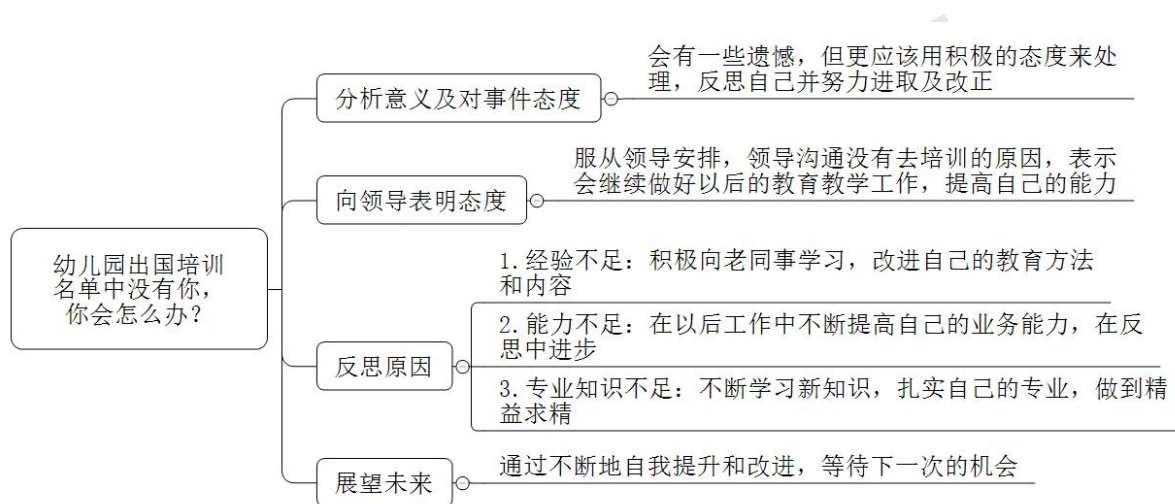 幼儿园出国培训
名单中没有你，
你会怎么办？
分析意义及对事件态度
会有一些遗憾，但更应该用积极的态度来处
理，反思自己并努力进取及改正
向领导表明态度
服从领导安排，领导沟通没有去培训的原因，表示
会继续做好以后的教育教学工作，提高自己的能力
反思原因
1.经验不足：积极向老同事学习，改进自己的教育方法
和内容
2.能力不足：在以后工作中不断提高自己的业务能力，在反
思中进步
3.专业知识不足：不断学习新知识，扎实自己的专业，做到精
益求精
展望未来
通过不断地自我提升和改进，等待下一次的机会